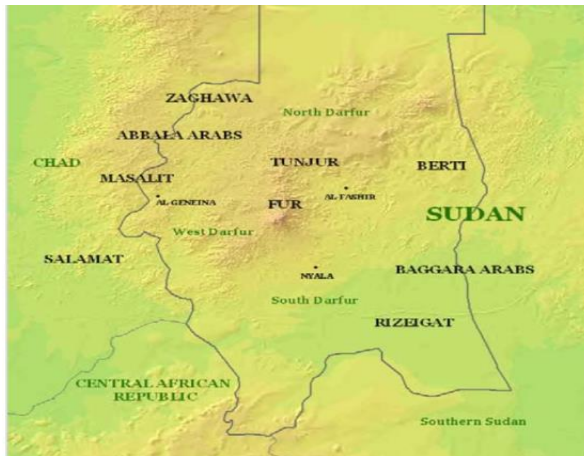 ZAGHAWA
North Darfur
ABBALA ARABS
CHAD
TUNJUR
BERTI
MASALIT
AL-GENEINA
AL-FASHIR
FUR
SUDAN
West Darfur
SALAMAT
NYALA
BAGGARA ARABS
South Darfur
RIZEIGAT
CENTRAL AFRICAN
REPUBLIC
Southern Sudan